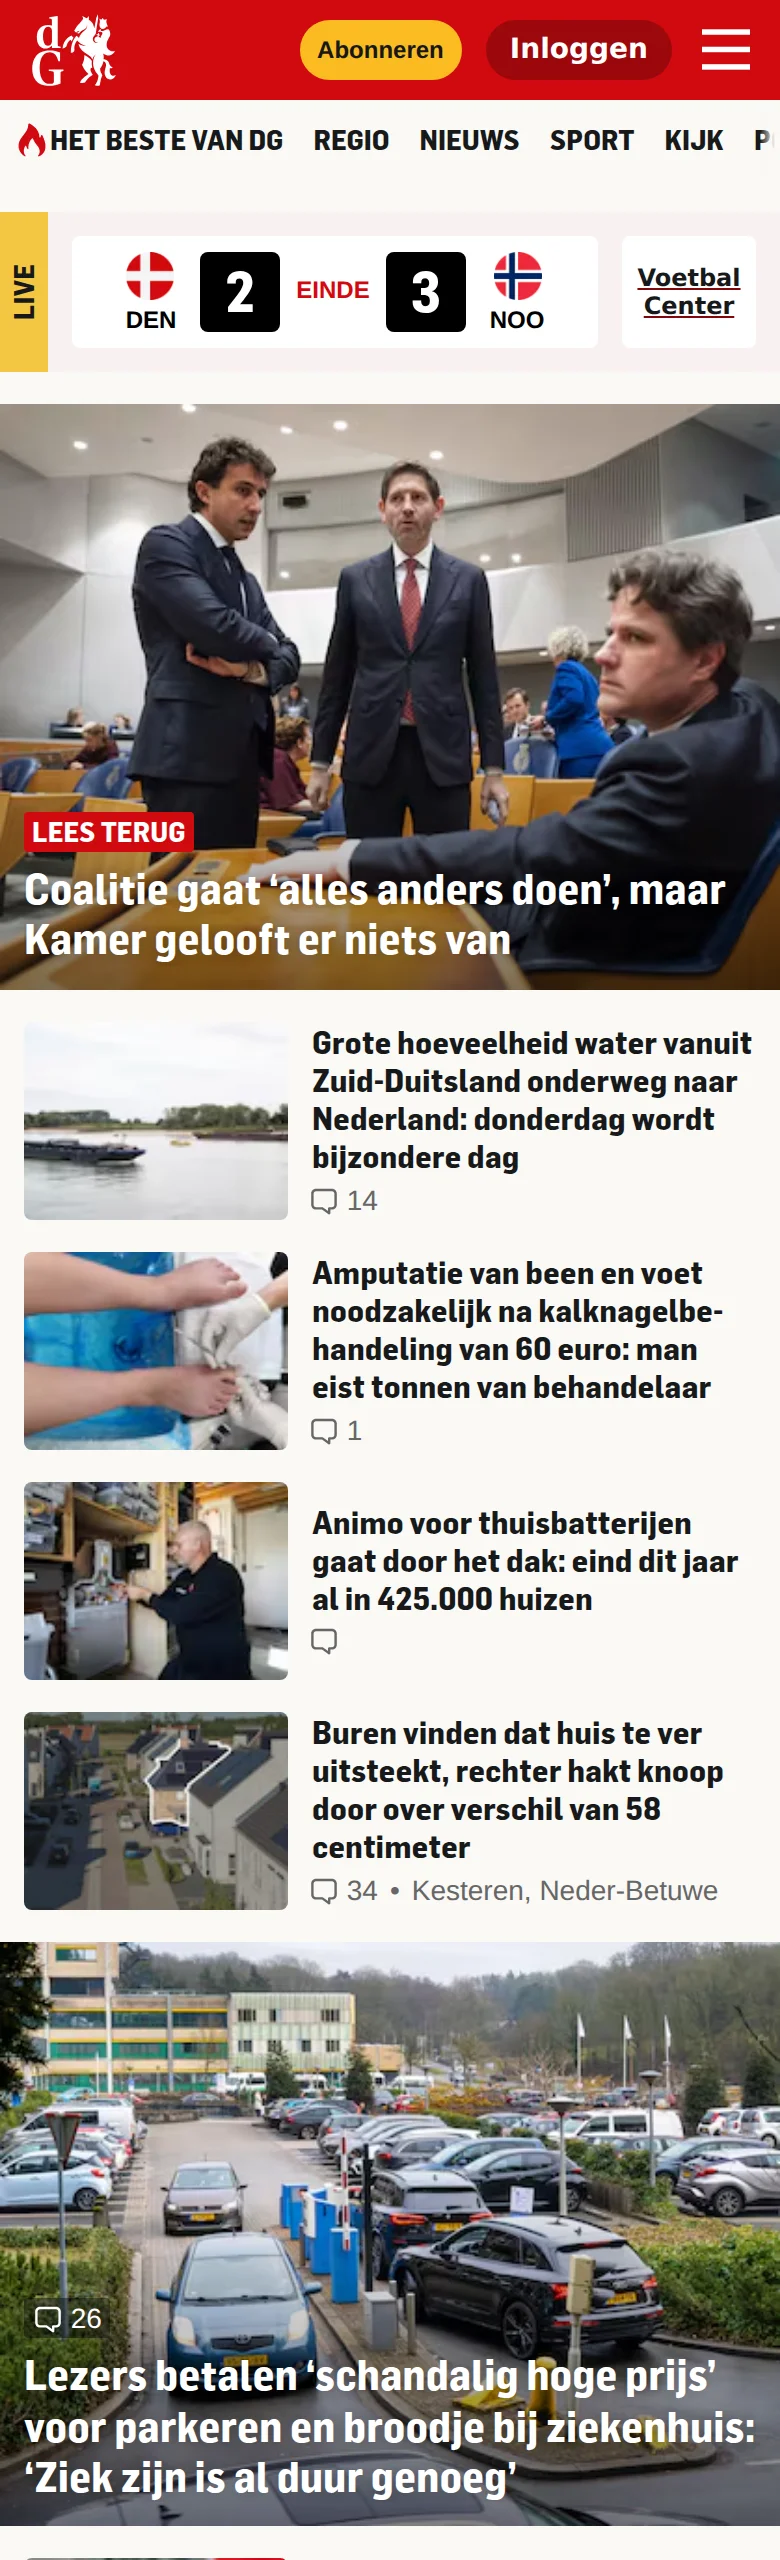 dG
Abonneren
Inloggen
HET BESTE VAN DG
REGIO
NIEUWS
SPORT
KIJK
LIVE
DEN
2
EINDE
3
NOO
Voetbal
Center
LEES TERUG
Coalitie gaat ‘alles anders doen’, maar
Kamer gelooft er niets van
Grote hoeveelheid water vanuit
Zuid-Duitsland onderweg naar
Nederland: donderdag wordt
bijzondere dag
14
Amputatie van been en voet
noodzakelijk na kalknagelbe-
handeling van 60 euro: man
eist tonnen van behandelaar
1
Animo voor thuisbatterijen
gaat door het dak: eind dit jaar
al in 425.000 huizen
Buren vinden dat huis te ver
uitsteekt, rechter hakt knoop
door over verschil van 58
centimeter
34 • Kesteren, Neder-Betuwe
26
Lezers betalen ‘schandalig hoge prijs’
voor parkeren en broodje bij ziekenhuis:
‘Ziek zijn is al duur genoeg’